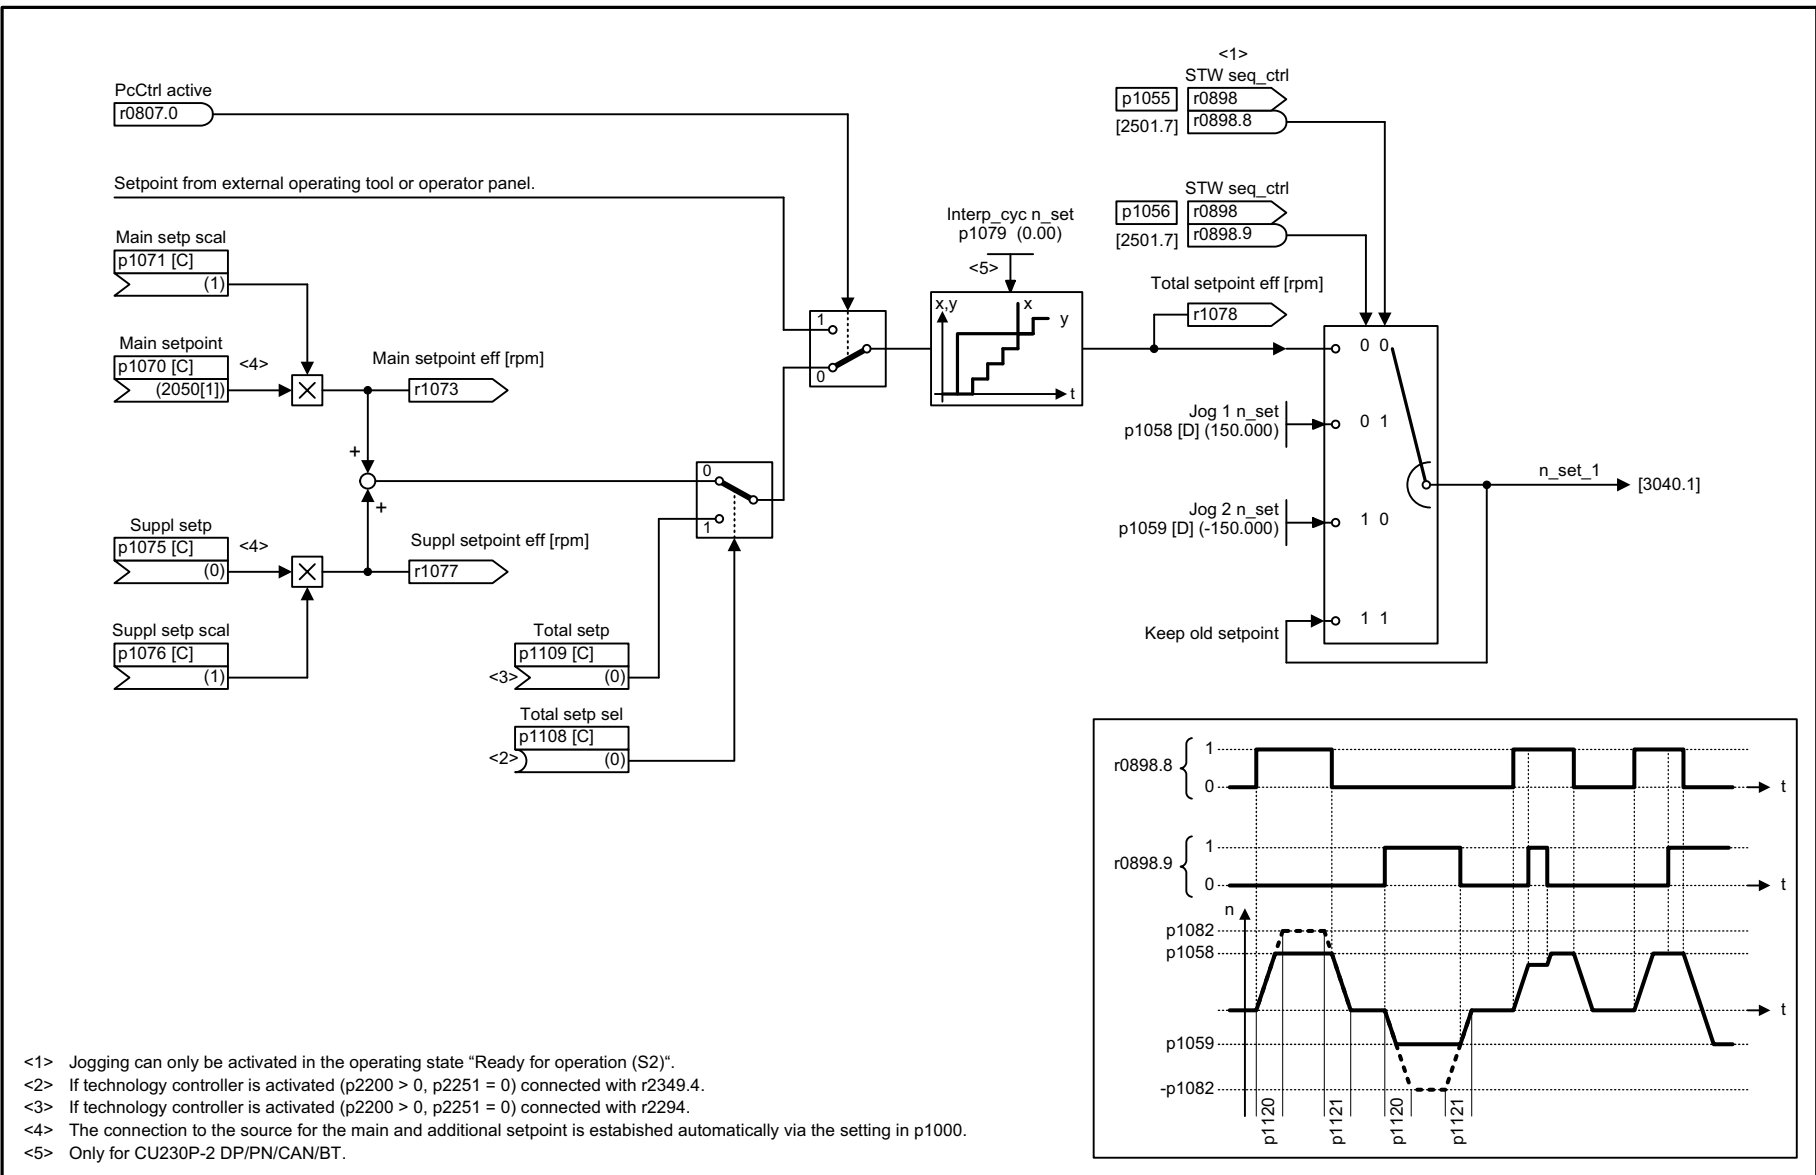 <1>
STW seq_ctrl
PcCtrl active
r0807.0
p1055
r0898
[2501.7]
r0898.8
Setpoint from external operating tool or operator panel.
STW seq_ctrl
p1056
r0898
[2501.7]
r0898.9
Interp_cyc n_set
p1079 (0.00)
<5>
Main setp scal
p1071 [C]
(1)
Total setpoint eff [rpm]
r1078
x,y
x
y
t
1
0
Main setpoint
p1070 [C]
<4>
(2050[1])
Main setpoint eff [rpm]
r1073
0 0
Jog 1 n_set
p1058 [D] (150.000)
0 1
+
+
0
1
n_set_1
[3040.1]
Jog 2 n_set
p1059 [D] (-150.000)
1 0
Suppl setp
p1075 [C]
<4>
(0)
Suppl setpoint eff [rpm]
r1077
Suppl setp scal
p1076 [C]
(1)
Total setp
p1109 [C]
<3>
(0)
Keep old setpoint
1 1
Total setp sel
p1108 [C]
<2>
(0)
r0898.8
1
0
t
r0898.9
1
0
t
n
p1082
p1058
t
p1059
-p1082
p1120
p1121
p1120
p1121
<1> Jogging can only be activated in the operating state “Ready for operation (S2)“.
<2> If technology controller is activated (p2200 > 0, p2251 = 0) connected with r2349.4.
<3> If technology controller is activated (p2200 > 0, p2251 = 0) connected with r2294.
<4> The connection to the source for the main and additional setpoint is estabished automatically via the setting in p1000.
<5> Only for CU230P-2 DP/PN/CAN/BT.